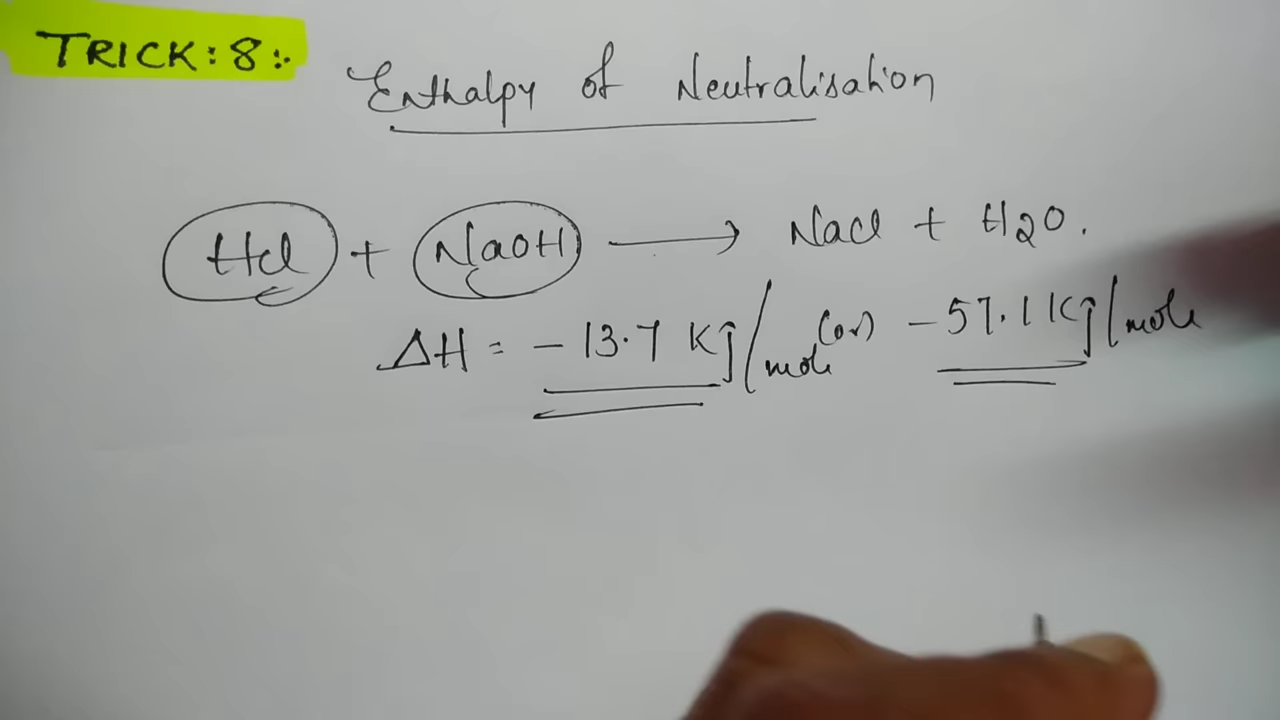 TRICK:8:-
Enthalpy of Neutralisation
Hcl + NaOH → Nacl + H2O.
ΔH = -13.7 KJ/mole (or) -57.1 KJ/mole